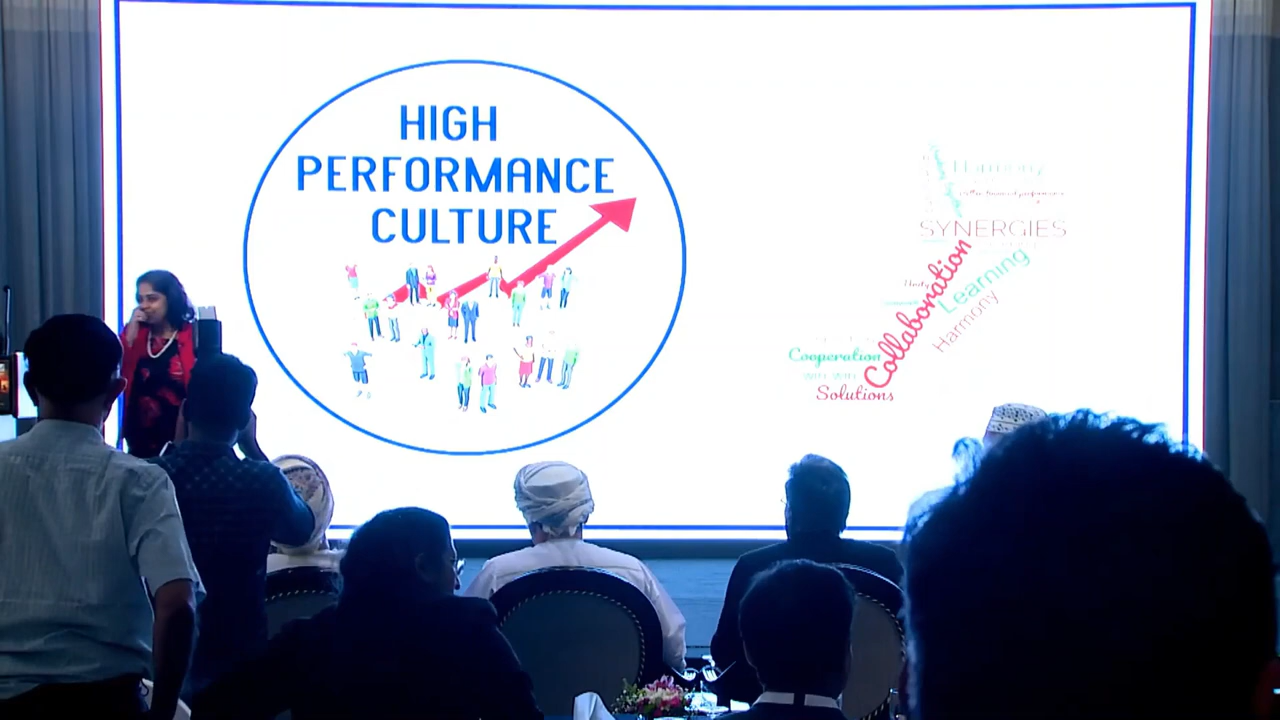 HIGH
PERFORMANCE
CULTURE
Harmony
SYNERGIES
Collaboration
Learning
Harmony
Cooperation
Solutions